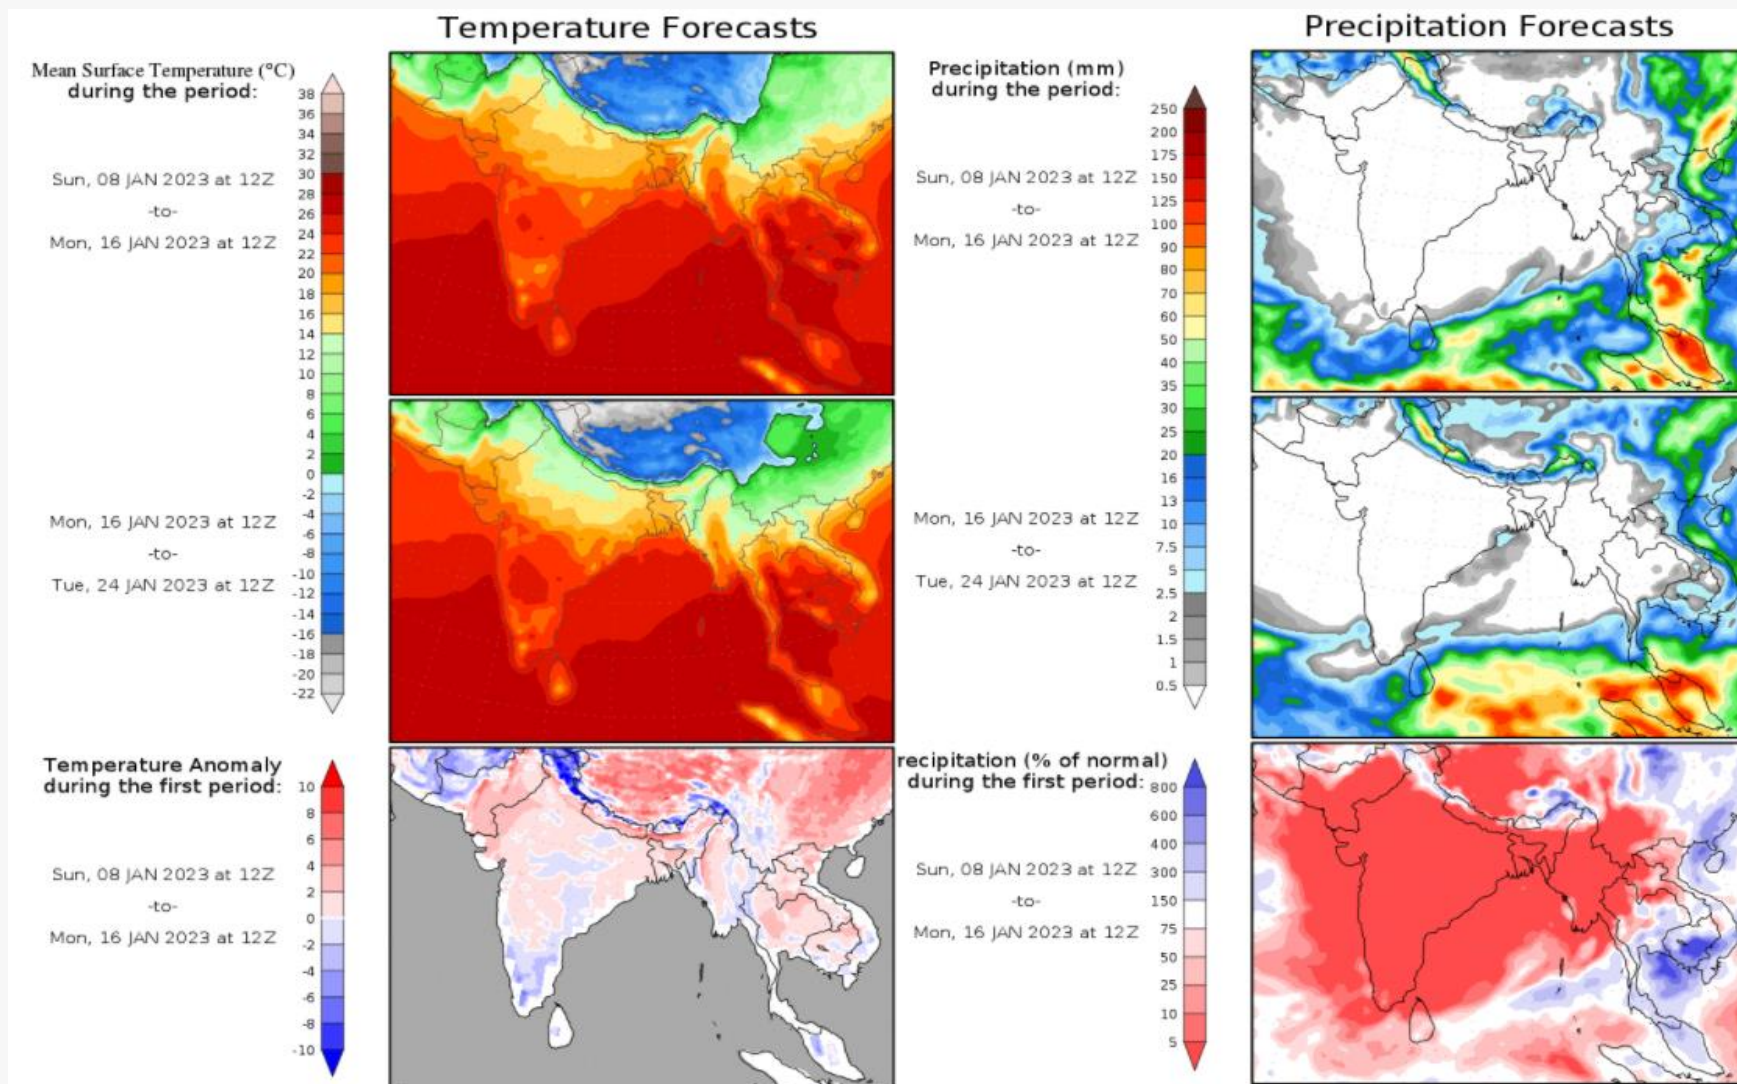 Temperature Forecasts
Mean Surface Temperature (°C)
during the period:
38
36
34
32
30
28
26
24
22
20
18
16
14
12
10
8
6
4
2
0
-2
-4
-6
-8
-10
-12
-14
-16
-18
-20
-22
Sun, 08 JAN 2023 at 12Z
-to-
Mon, 16 JAN 2023 at 12Z
Mon, 16 JAN 2023 at 12Z
-to-
Tue, 24 JAN 2023 at 12Z
Temperature Anomaly
during the first period:
10
8
6
4
2
0
-2
-4
-6
-8
-10
Sun, 08 JAN 2023 at 12Z
-to-
Mon, 16 JAN 2023 at 12Z
Precipitation Forecasts
Precipitation (mm)
during the period:
250
200
175
150
125
100
90
80
70
60
50
40
35
30
25
20
16
13
10
7.5
5
2.5
2
1.5
1
0.5
Sun, 08 JAN 2023 at 12Z
-to-
Mon, 16 JAN 2023 at 12Z
Mon, 16 JAN 2023 at 12Z
-to-
Tue, 24 JAN 2023 at 12Z
recipitation (% of normal)
during the first period:
800
600
400
300
150
75
50
25
10
5
Sun, 08 JAN 2023 at 12Z
-to-
Mon, 16 JAN 2023 at 12Z